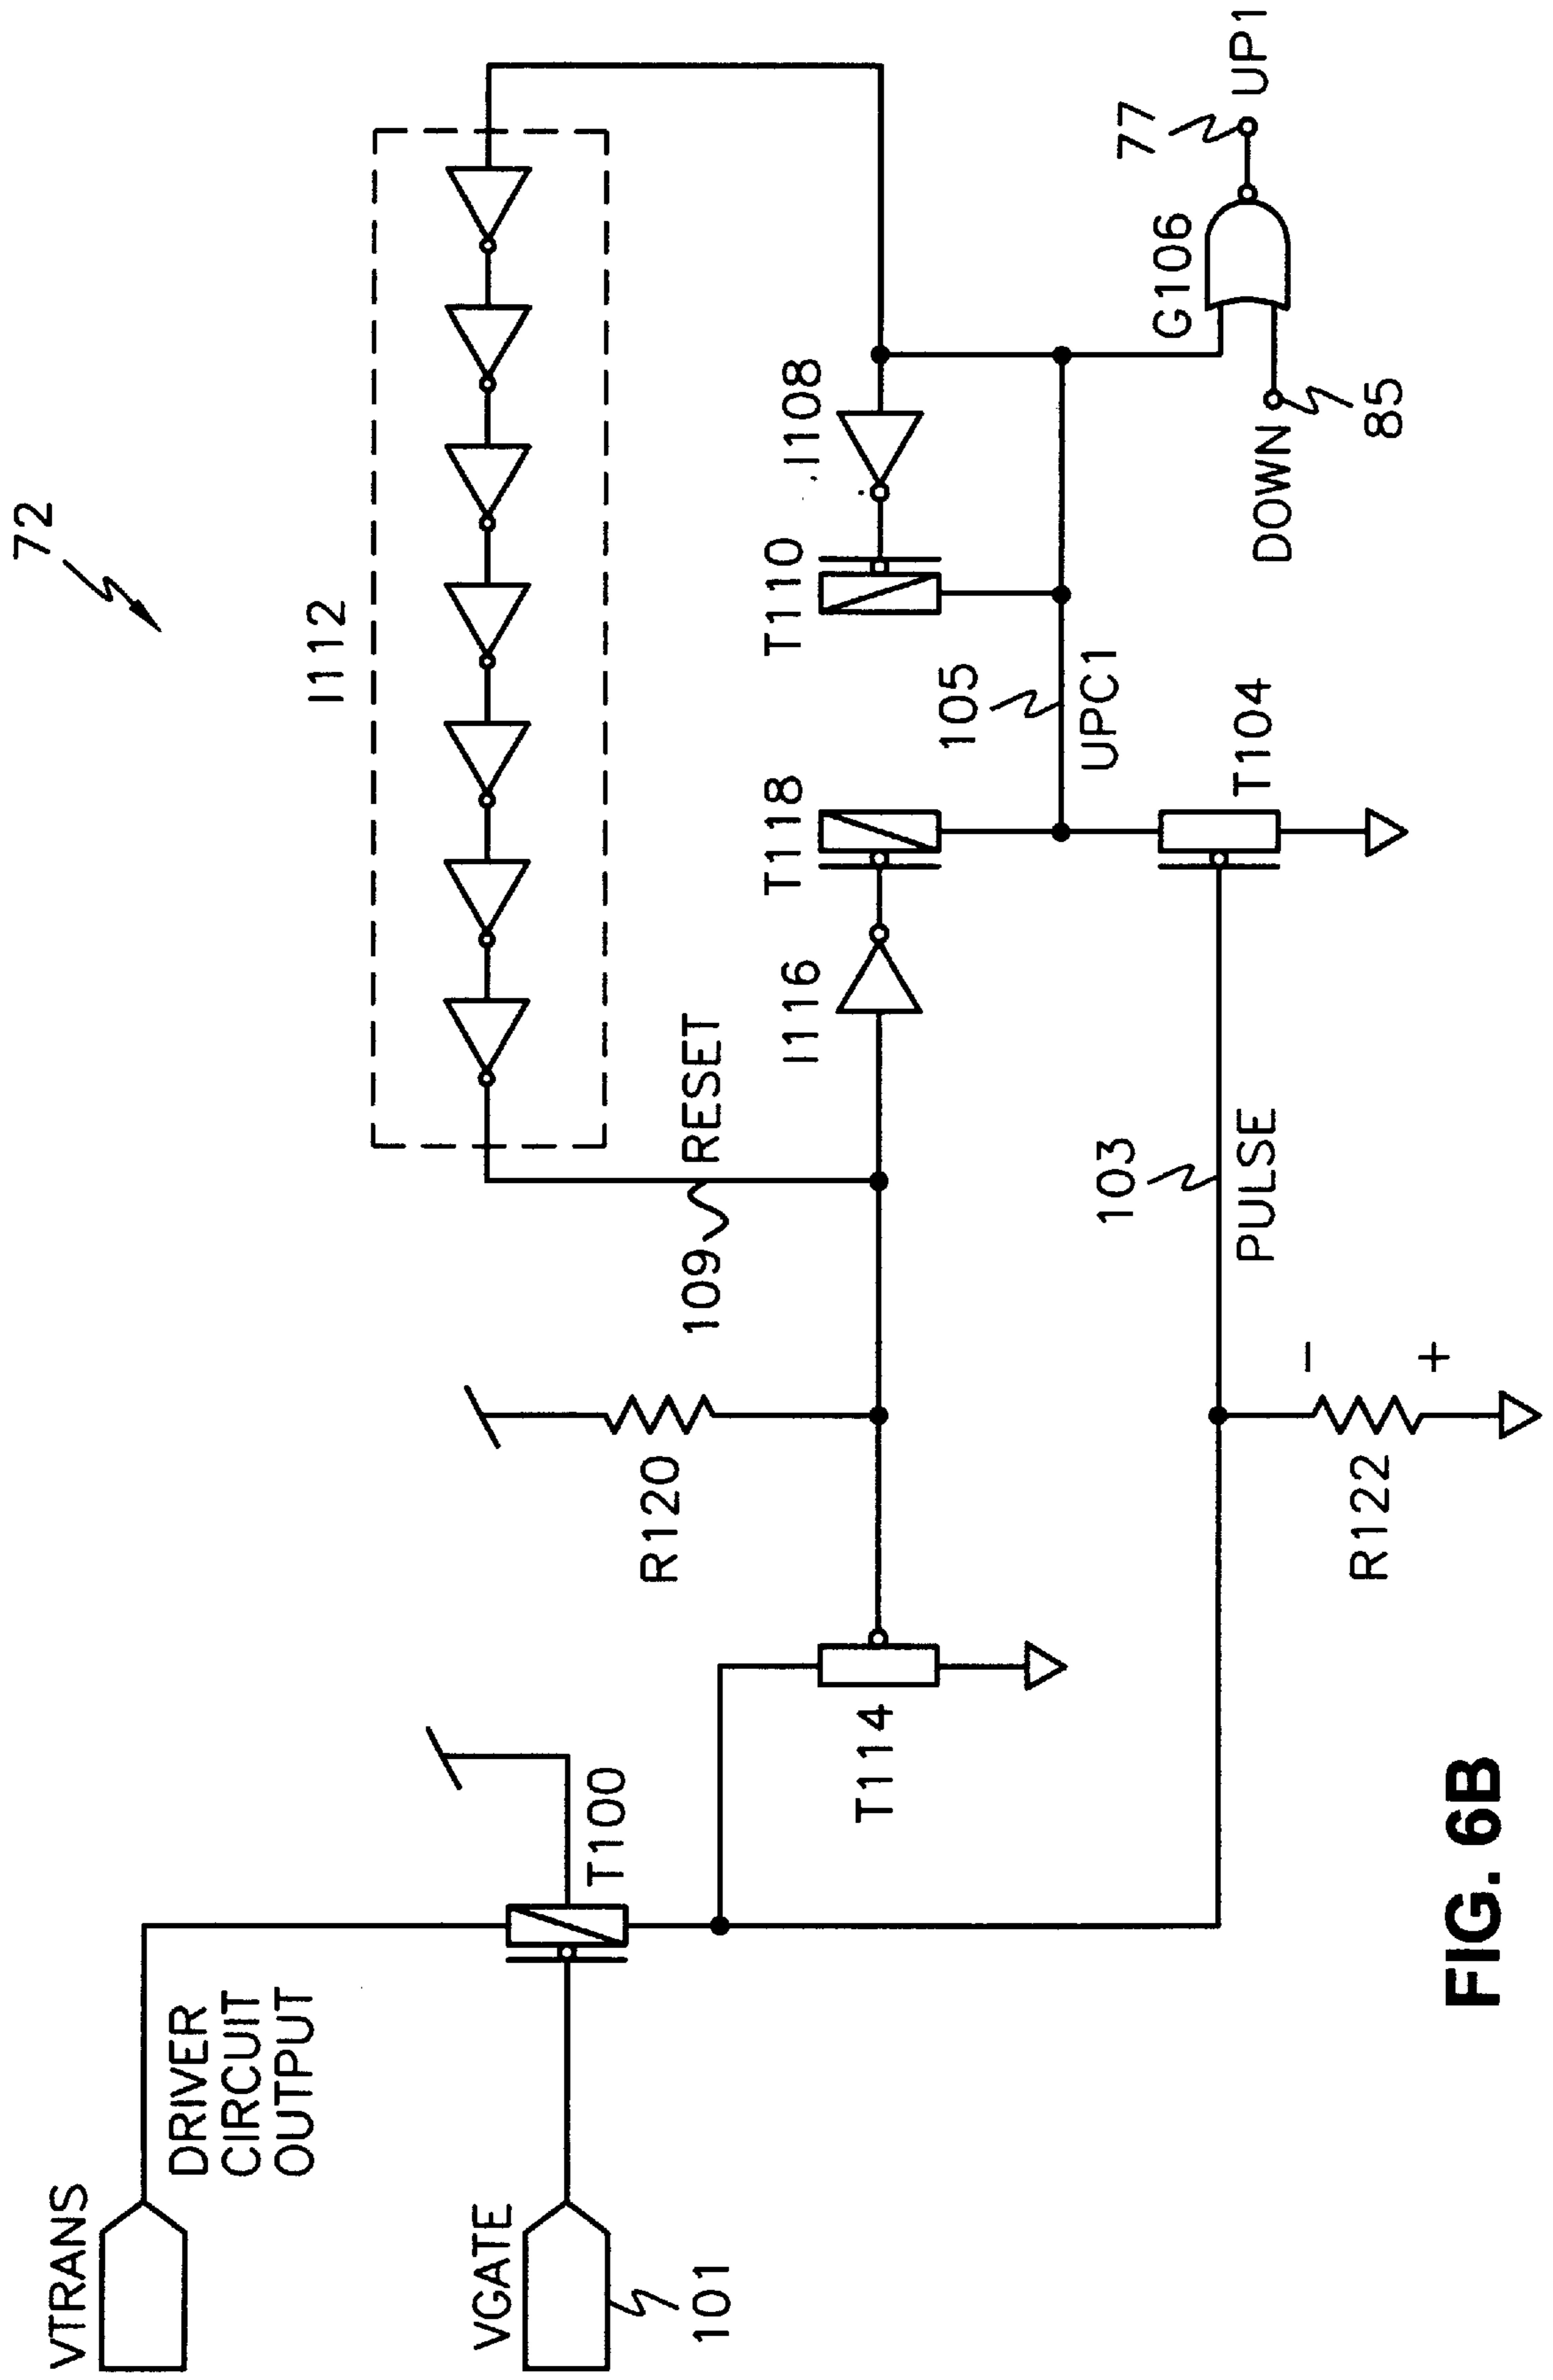 72
I112
VTRANS
DRIVER
CIRCUIT
OUTPUT
VGATE
101
T100
R120
109
RESET
T114
I116
T118
T110
I108
105
UPC1
77
UP1
G106
DOWN
85
T104
103
PULSE
R122
−
+
FIG. 6B